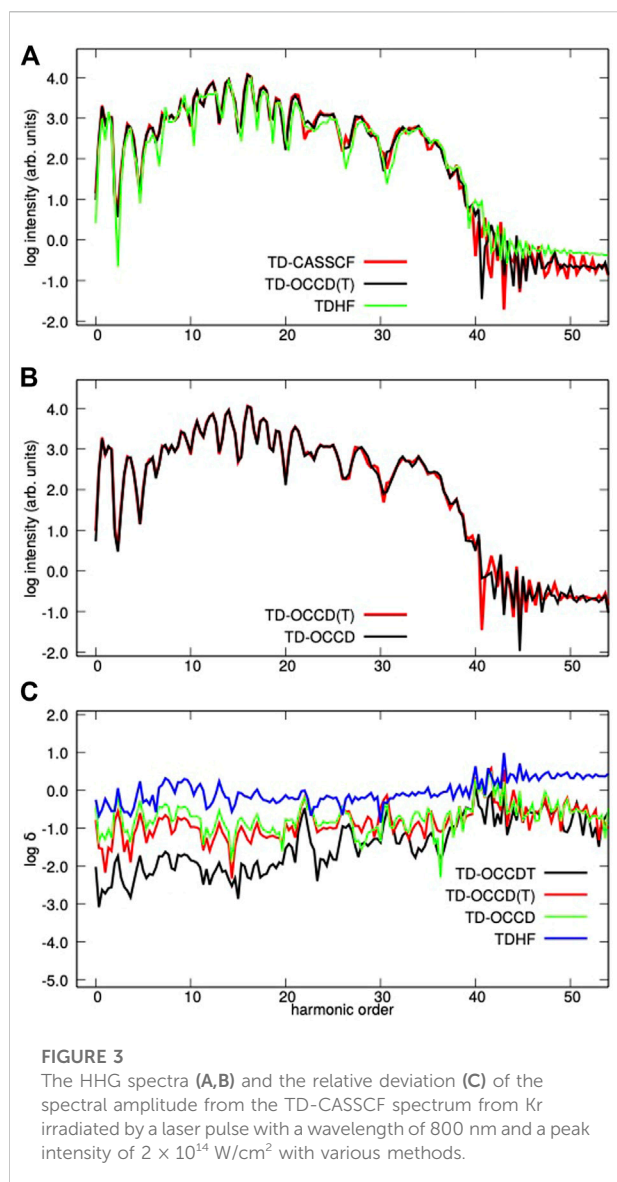 A
log intensity (arb. units)
4.0
3.0
2.0
1.0
0.0
-1.0
-2.0
TD-CASSCF
TD-OCCD(T)
TDHF
0 10 20 30 40 50
B
log intensity (arb. units)
4.0
3.0
2.0
1.0
0.0
-1.0
-2.0
TD-OCCD(T)
TD-OCCD
0 10 20 30 40 50
C
log δ
2.0
1.0
0.0
-1.0
-2.0
-3.0
-4.0
-5.0
TD-OCCDT
TD-OCCD(T)
TD-OCCD
TDHF
0 10 20 30 40 50
harmonic order
FIGURE 3
The HHG spectra (A,B) and the relative deviation (C) of the
spectral amplitude from the TD-CASSCF spectrum from Kr
irradiated by a laser pulse with a wavelength of 800 nm and a peak
intensity of 2 × 10¹⁴ W/cm² with various methods.